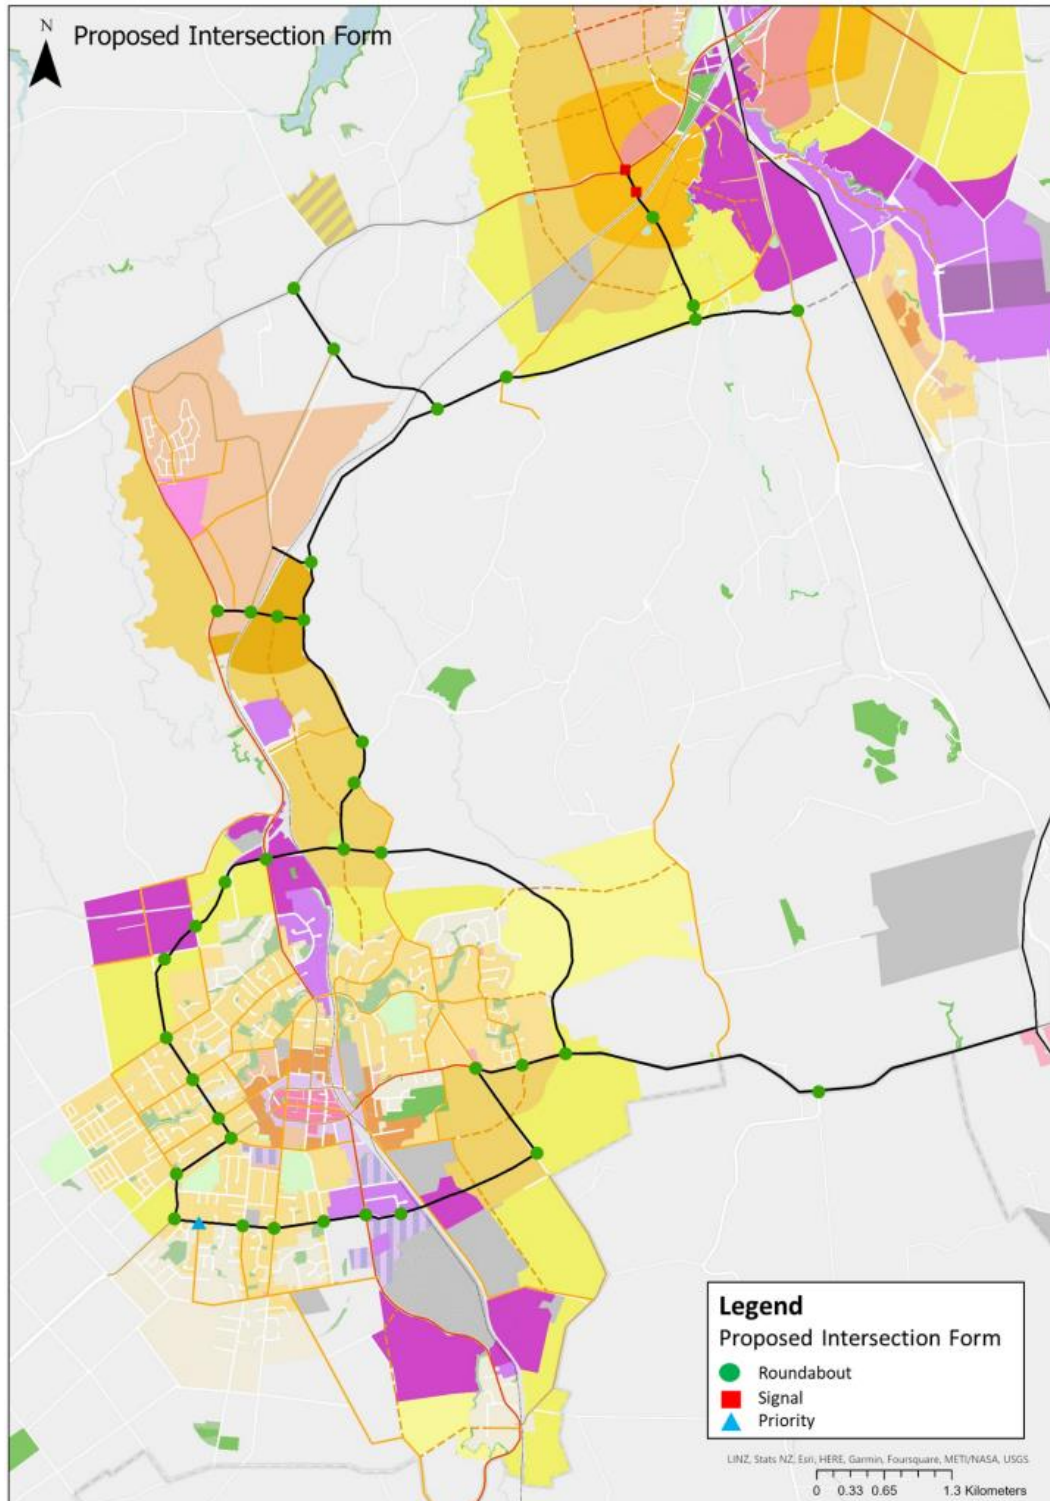 N
Proposed Intersection Form
Legend
Proposed Intersection Form
Roundabout
Signal
Priority
LINZ, Stats NZ, Esri, HERE, Garmin, Foursquare, METI/NASA, USGS
0 0.33 0.65 1.3 Kilometers